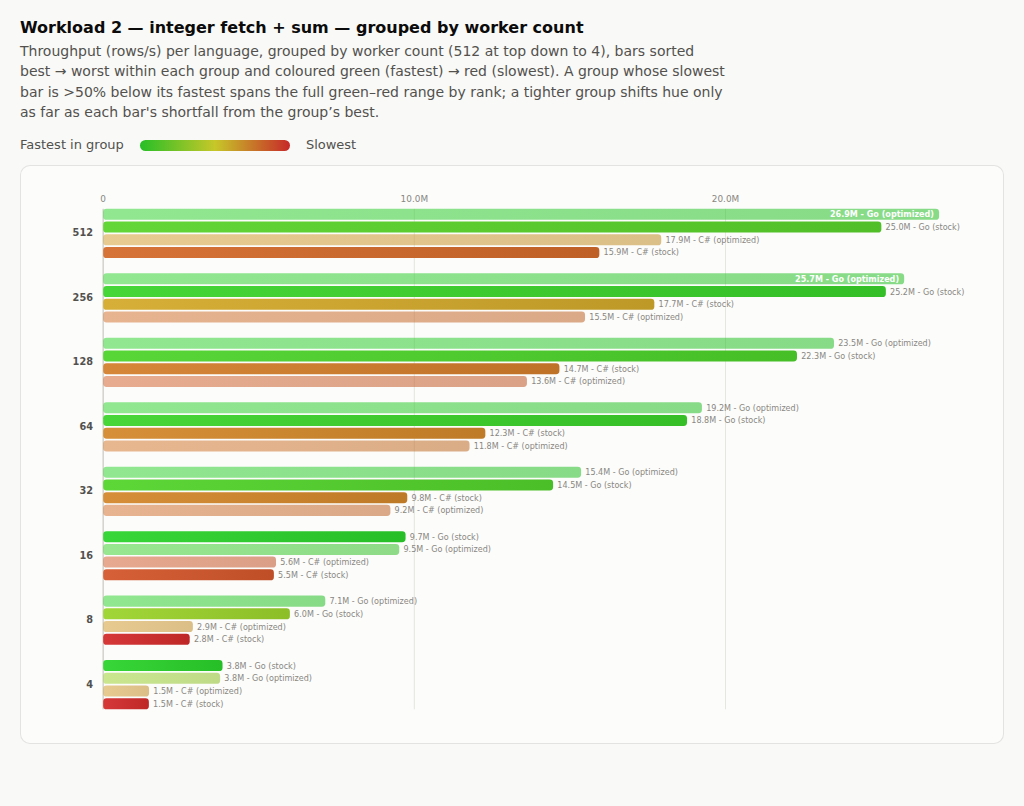 Workload 2 — integer fetch + sum — grouped by worker count
Throughput (rows/s) per language, grouped by worker count (512 at top down to 4), bars sorted
best → worst within each group and coloured green (fastest) → red (slowest). A group whose slowest
bar is >50% below its fastest spans the full green–red range by rank; a tighter group shifts hue only
as far as each bar's shortfall from the group’s best.
Fastest in group Slowest
0 10.0M 20.0M
512
26.9M - Go (optimized)
25.0M - Go (stock)
17.9M - C# (optimized)
15.9M - C# (stock)
256
25.7M - Go (optimized)
25.2M - Go (stock)
17.7M - C# (stock)
15.5M - C# (optimized)
128
23.5M - Go (optimized)
22.3M - Go (stock)
14.7M - C# (stock)
13.6M - C# (optimized)
64
19.2M - Go (optimized)
18.8M - Go (stock)
12.3M - C# (stock)
11.8M - C# (optimized)
32
15.4M - Go (optimized)
14.5M - Go (stock)
9.8M - C# (stock)
9.2M - C# (optimized)
16
9.7M - Go (stock)
9.5M - Go (optimized)
5.6M - C# (optimized)
5.5M - C# (stock)
8
7.1M - Go (optimized)
6.0M - Go (stock)
2.9M - C# (optimized)
2.8M - C# (stock)
4
3.8M - Go (stock)
3.8M - Go (optimized)
1.5M - C# (optimized)
1.5M - C# (stock)